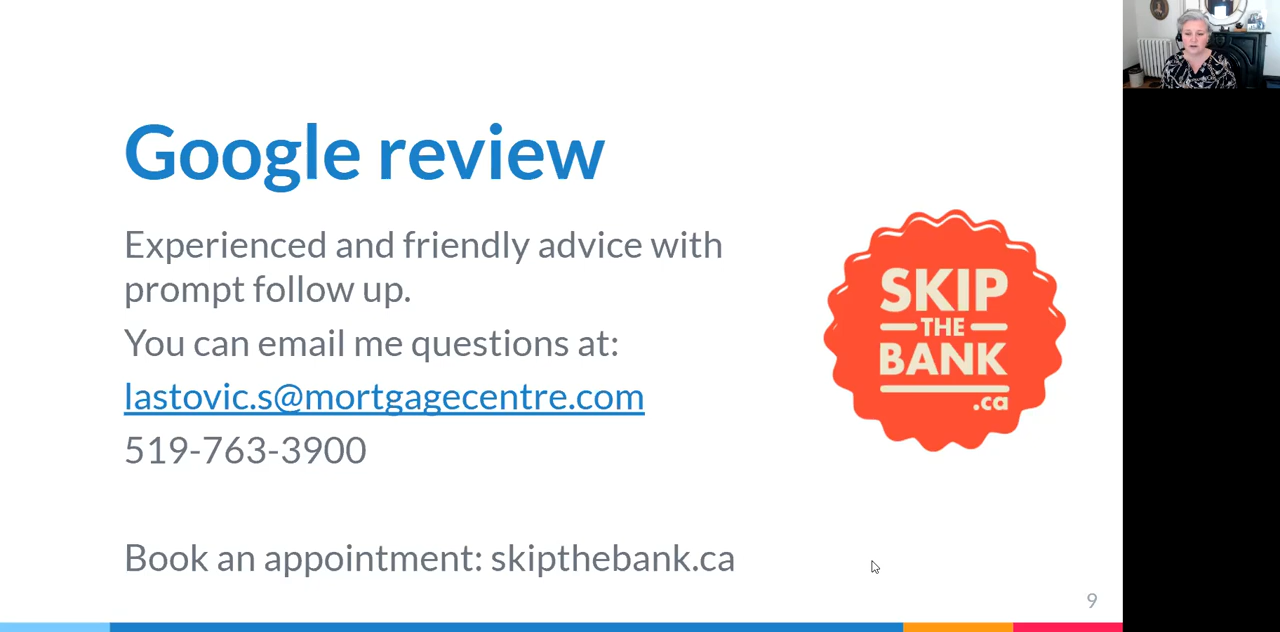 Google review
Experienced and friendly advice with
prompt follow up.
You can email me questions at:
lastovic.s@mortgagecentre.com
519-763-3900
Book an appointment: skipthebank.ca
SKIP
THE
BANK
.ca
9